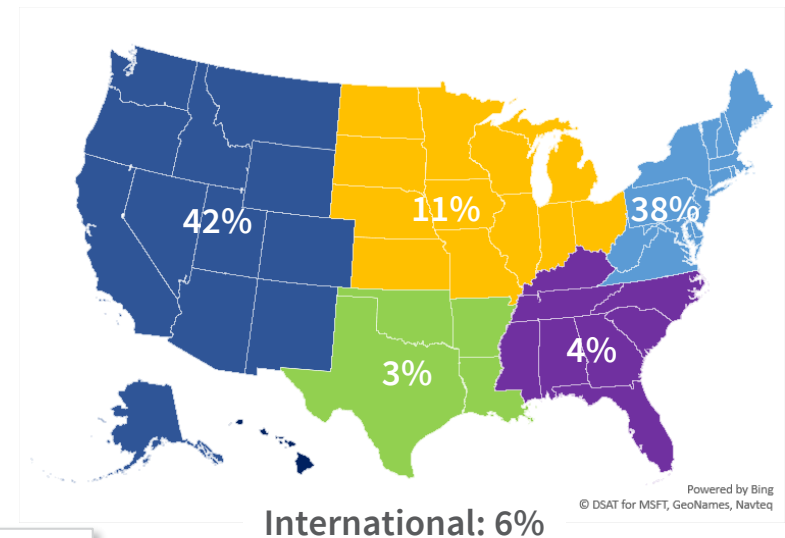 42%
11%
38%
3%
4%
Powered by Bing
© DSAT for MSFT, GeoNames, Navteq
International: 6%